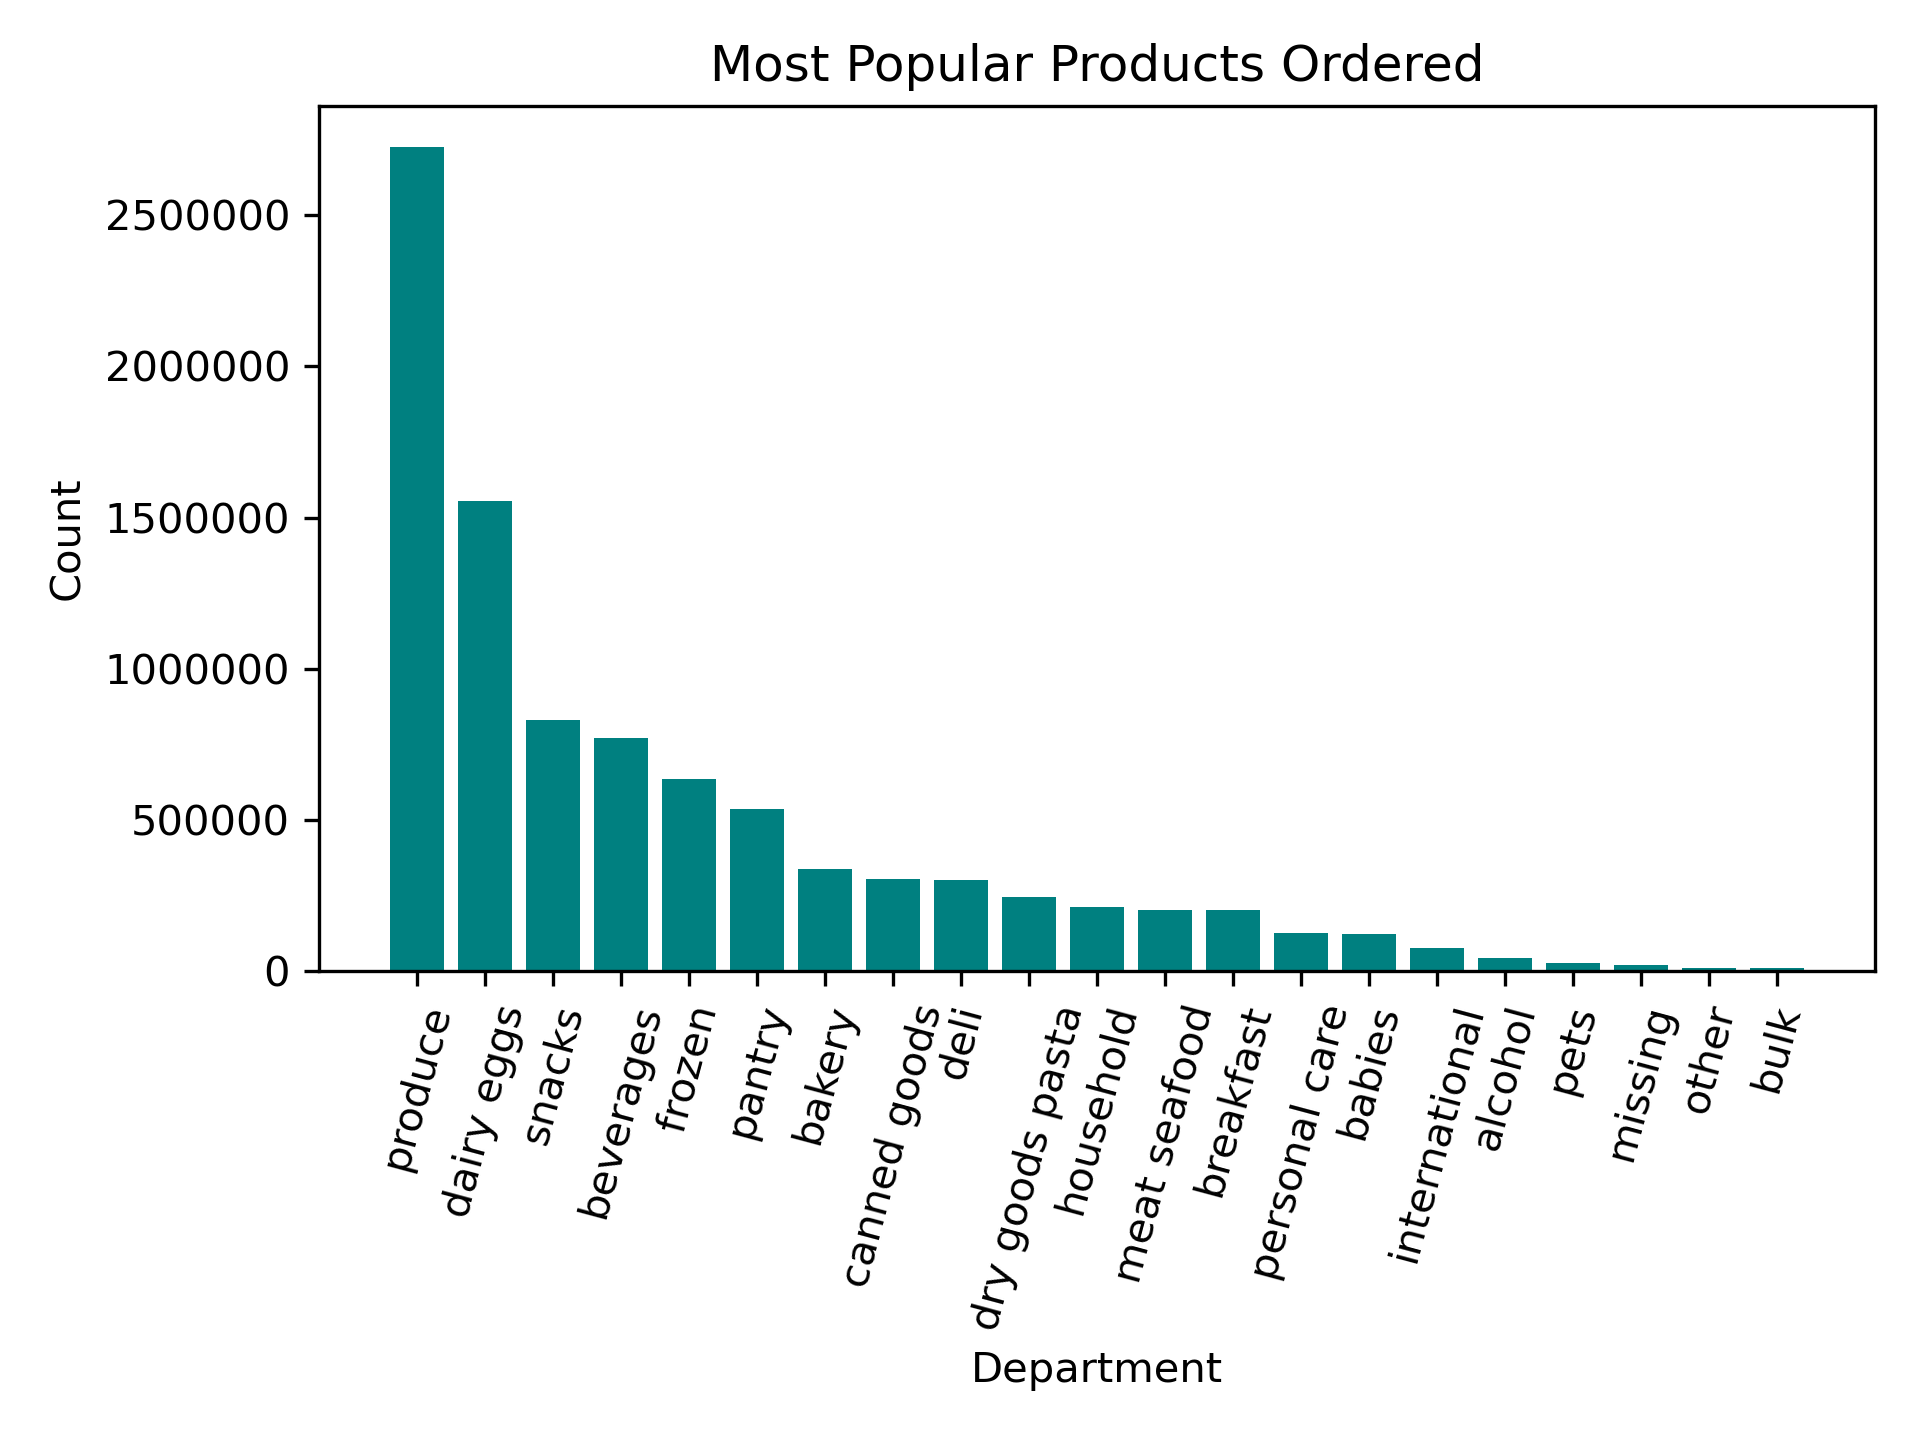 Most Popular Products Ordered
Count
2500000
2000000
1500000
1000000
500000
0
produce
dairy eggs
snacks
beverages
frozen
pantry
bakery
canned goods
deli
dry goods pasta
household
meat seafood
breakfast
personal care
babies
international
alcohol
pets
missing
other
bulk
Department